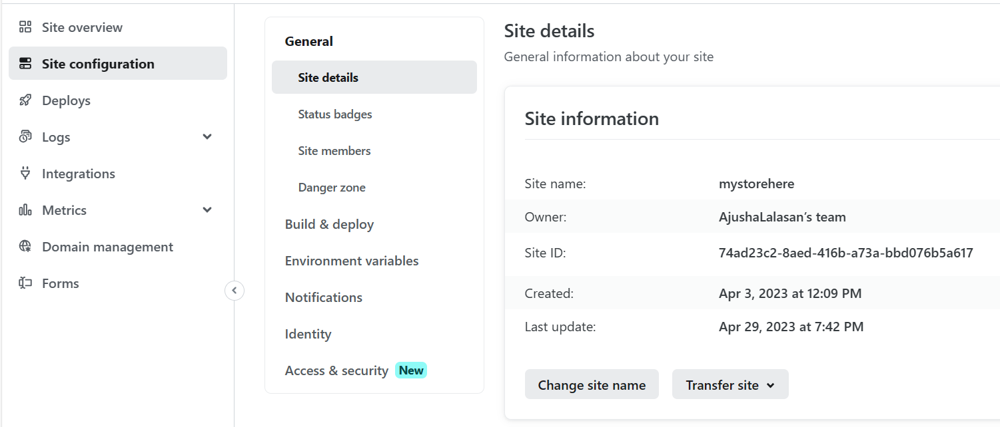 Site overview
Site configuration
Deploys
Logs
Integrations
Metrics
Domain management
Forms
General
Site details
Status badges
Site members
Danger zone
Build & deploy
Environment variables
Notifications
Identity
Access & security New
Site details
General information about your site
Site information
Site name: mystorehere
Owner: AjushaLalasan’s team
Site ID: 74ad23c2-8aed-416b-a73a-bbd076b5a617
Created: Apr 3, 2023 at 12:09 PM
Last update: Apr 29, 2023 at 7:42 PM
Change site name Transfer site